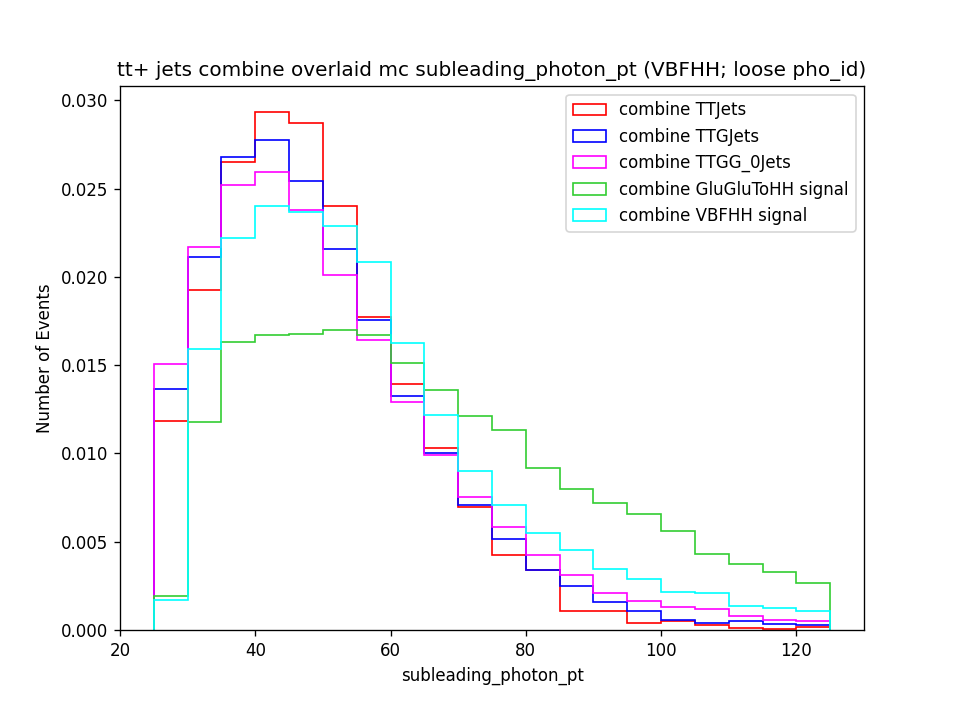 tt+ jets combine overlaid mc subleading_photon_pt (VBFHH; loose pho_id)
combine TTJets
combine TTGJets
combine TTGG_0Jets
combine GluGluToHH signal
combine VBFHH signal
Number of Events
0.030
0.025
0.020
0.015
0.010
0.005
0.000
20 40 60 80 100 120
subleading_photon_pt